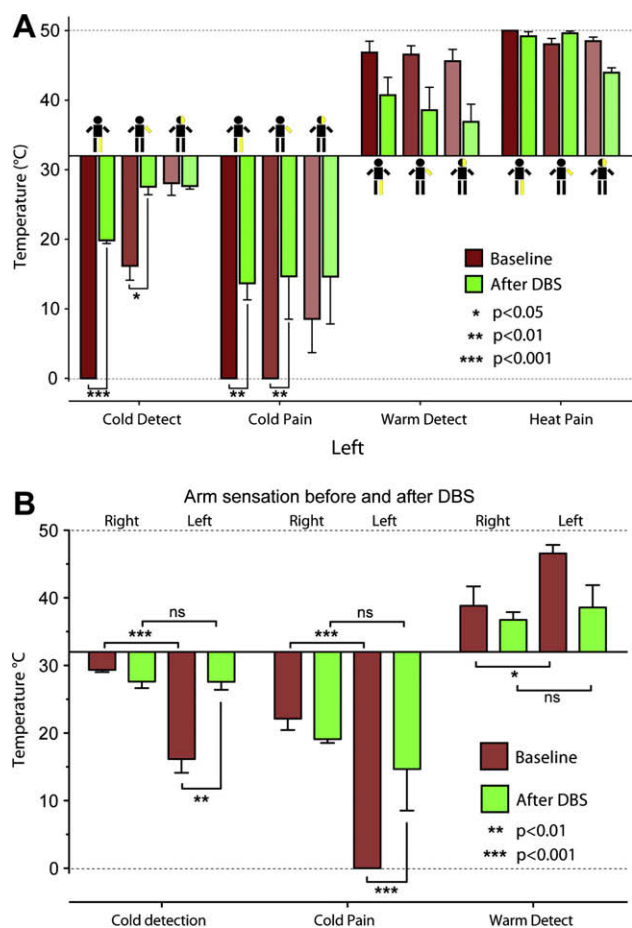 A
50
40
30
20
10
0
Temperature (°C)
Baseline
After DBS
* p<0.05
** p<0.01
*** p<0.001
***
*
**
**
Cold Detect
Cold Pain
Warm Detect
Heat Pain
Left
B
Arm sensation before and after DBS
Right
Left
Right
Left
Right
Left
50
40
30
20
10
0
Temperature °C
ns
***
**
ns
***
***
*
ns
Baseline
After DBS
** p<0.01
*** p<0.001
Cold detection
Cold Pain
Warm Detect